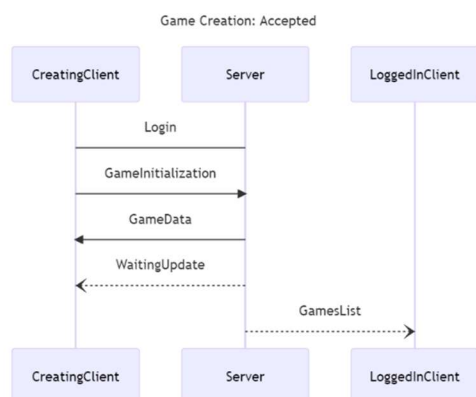 Game Creation: Accepted
CreatingClient Server LoggedInClient
Login
GameInitialization
GameData
WaitingUpdate
GamesList
CreatingClient Server LoggedInClient